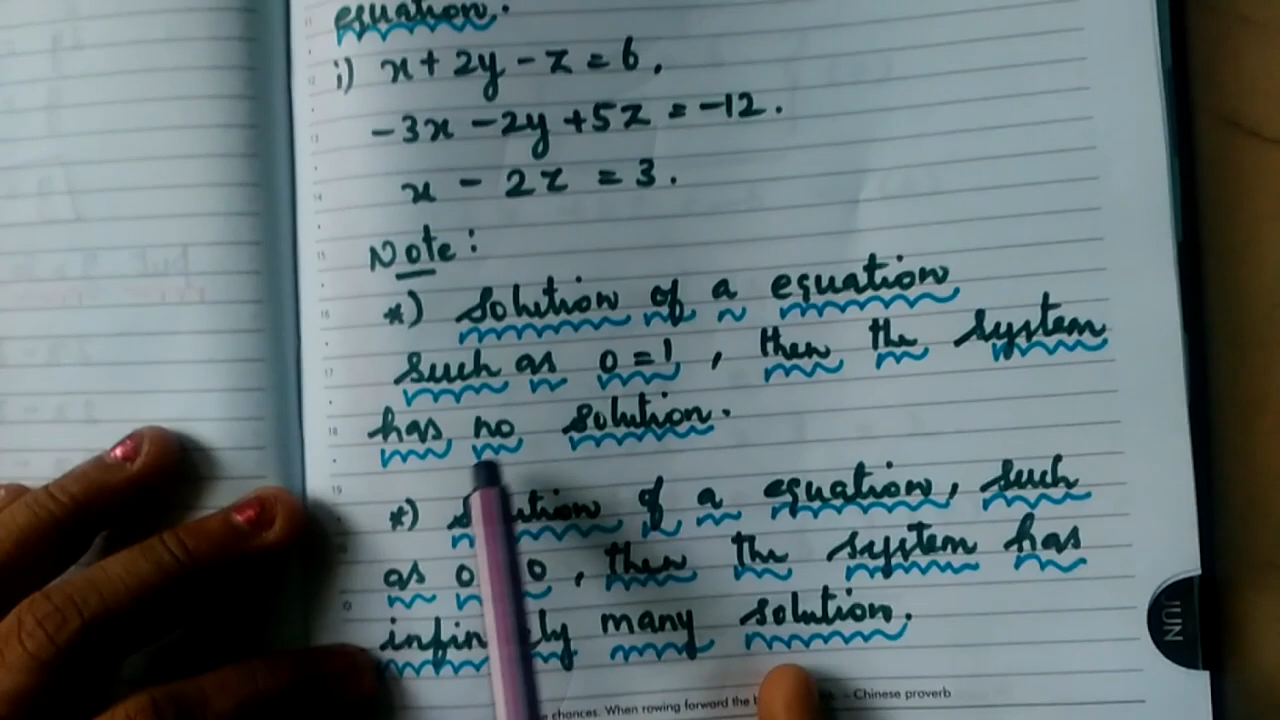 equation.
i) x + 2y - z = 6.
-3x - 2y + 5z = -12.
x - 2z = 3.
Note:
*) Solution of a equation
such as 0 = 1, then the system
has no solution.
*) of a equation, such
as 0 0, then the system has
many solution.
chances. When rowing forward the - Chinese proverb
JUN